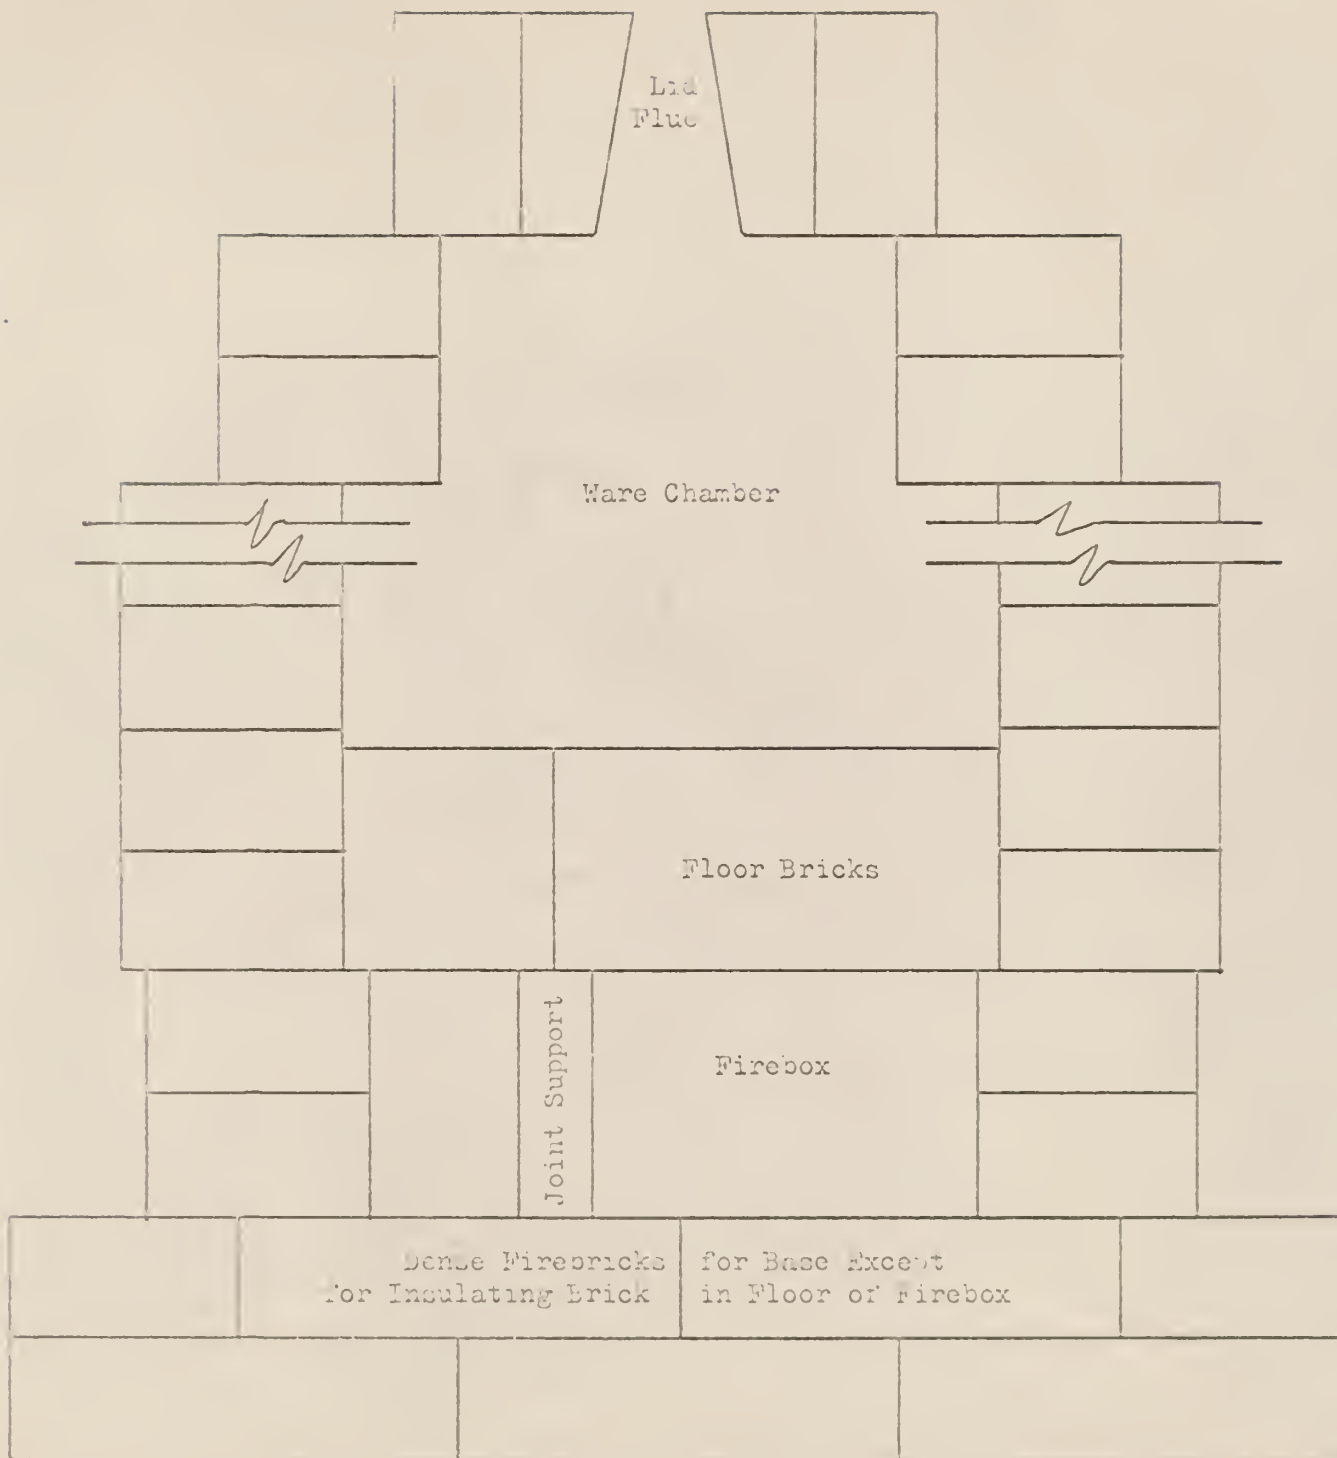 Lid
Flue
Ware Chamber
Floor Bricks
Joint Support
Firebox
Dense Firebricks for Base Except
for Insulating Brick in Floor of Firebox